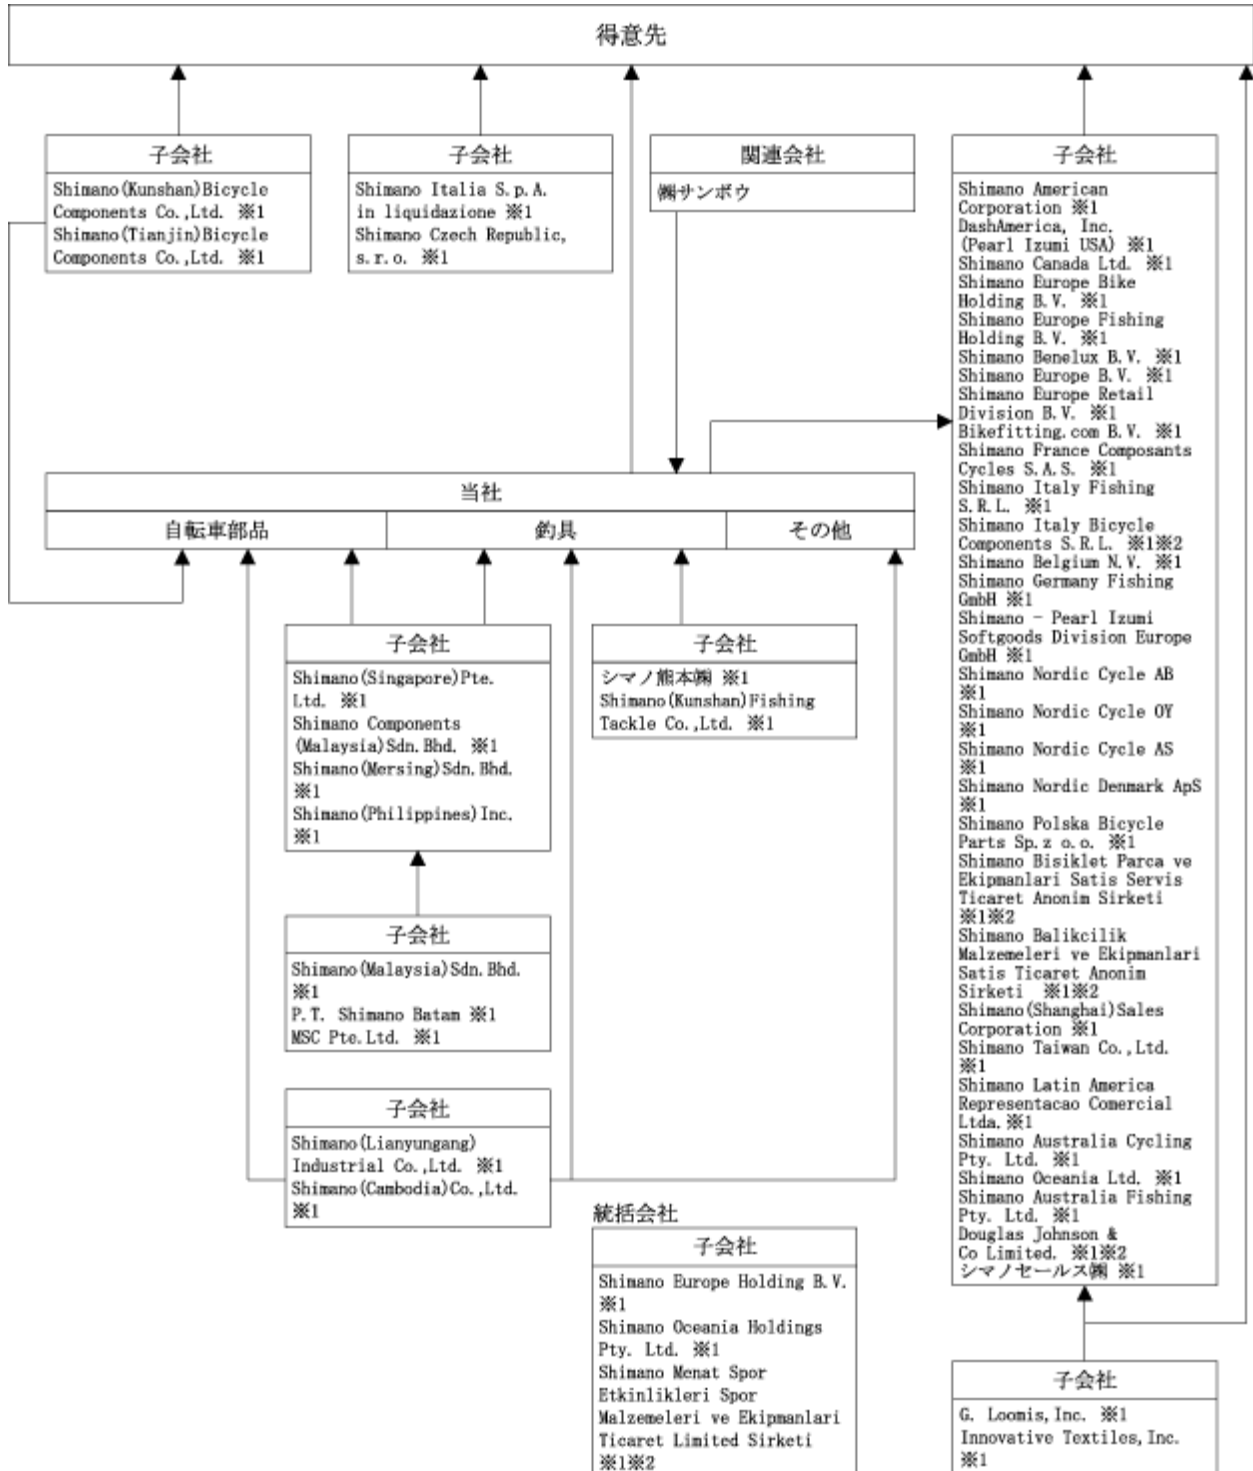 得意先
子会社
Shimano(Kunshan)Bicycle
Components Co.,Ltd. ※1
Shimano(Tianjin)Bicycle
Components Co.,Ltd. ※1
子会社
Shimano Italia S.p.A.
in liquidazione ※1
Shimano Czech Republic,
s.r.o. ※1
関連会社
㈱サンボウ
子会社
Shimano American
Corporation ※1
DashAmerica, Inc.
(Pearl Izumi USA) ※1
Shimano Canada Ltd. ※1
Shimano Europe Bike
Holding B.V. ※1
Shimano Europe Fishing
Holding B.V. ※1
Shimano Benelux B.V. ※1
Shimano Europe B.V. ※1
Shimano Europe Retail
Division B.V. ※1
Bikefitting.com B.V. ※1
Shimano France Composants
Cycles S.A.S. ※1
Shimano Italy Fishing
S.R.L. ※1
Shimano Italy Bicycle
Components S.R.L. ※1※2
Shimano Belgium N.V. ※1
Shimano Germany Fishing
GmbH ※1
Shimano - Pearl Izumi
Softgoods Division Europe
GmbH ※1
Shimano Nordic Cycle AB
※1
Shimano Nordic Cycle OY
※1
Shimano Nordic Cycle AS
※1
Shimano Nordic Denmark ApS
※1
Shimano Polska Bicycle
Parts Sp.z o.o. ※1
Shimano Bisiklet Parca ve
Ekipmanlari Satis Servis
Ticaret Anonim Sirketi
※1※2
Shimano Balikcilik
Malzemeleri ve Ekipmanlari
Satis Ticaret Anonim
Sirketi ※1※2
Shimano(Shanghai)Sales
Corporation ※1
Shimano Taiwan Co.,Ltd.
※1
Shimano Latin America
Representacao Comercial
Ltda.※1
Shimano Australia Cycling
Pty. Ltd. ※1
Shimano Oceania Ltd. ※1
Shimano Australia Fishing
Pty. Ltd. ※1
Douglas Johnson &
Co Limited. ※1※2
シマノセールス㈱ ※1
当社
自転車部品
釣具
その他
子会社
Shimano(Singapore)Pte.
Ltd. ※1
Shimano Components
(Malaysia)Sdn.Bhd. ※1
Shimano(Mersing)Sdn.Bhd.
※1
Shimano(Philippines)Inc.
※1
子会社
シマノ熊本㈱ ※1
Shimano(Kunshan)Fishing
Tackle Co.,Ltd. ※1
子会社
Shimano(Malaysia)Sdn.Bhd.
※1
P.T. Shimano Batam ※1
MSC Pte.Ltd. ※1
子会社
Shimano(Lianyungang)
Industrial Co.,Ltd. ※1
Shimano(Cambodia)Co.,Ltd.
※1
統括会社
子会社
Shimano Europe Holding B.V.
※1
Shimano Oceania Holdings
Pty. Ltd. ※1
Shimano Menat Spor
Etkinlikleri Spor
Malzemeleri ve Ekipmanlari
Ticaret Limited Sirketi
※1※2
子会社
G. Loomis,Inc. ※1
Innovative Textiles,Inc.
※1